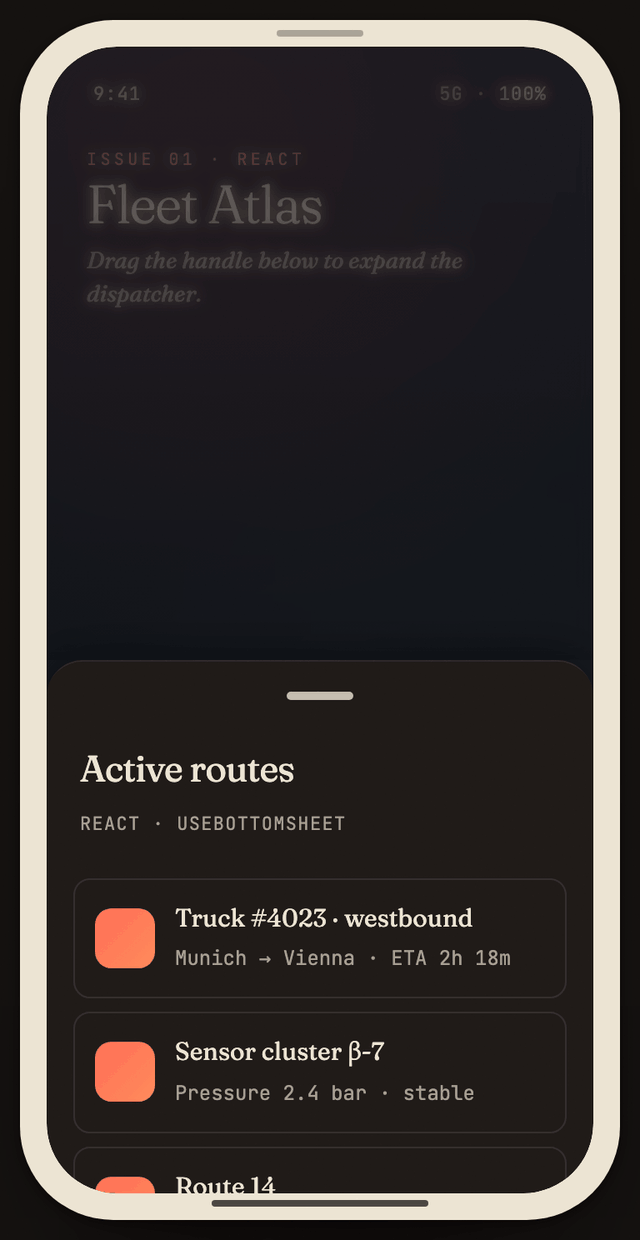 9:41
5G · 100%
ISSUE 01 · REACT
Fleet Atlas
Drag the handle below to expand the
dispatcher.
Active routes
REACT · USEBOTTOMSHEET
Truck #4023 · westbound
Munich → Vienna · ETA 2h 18m
Sensor cluster β-7
Pressure 2.4 bar · stable
Route 14